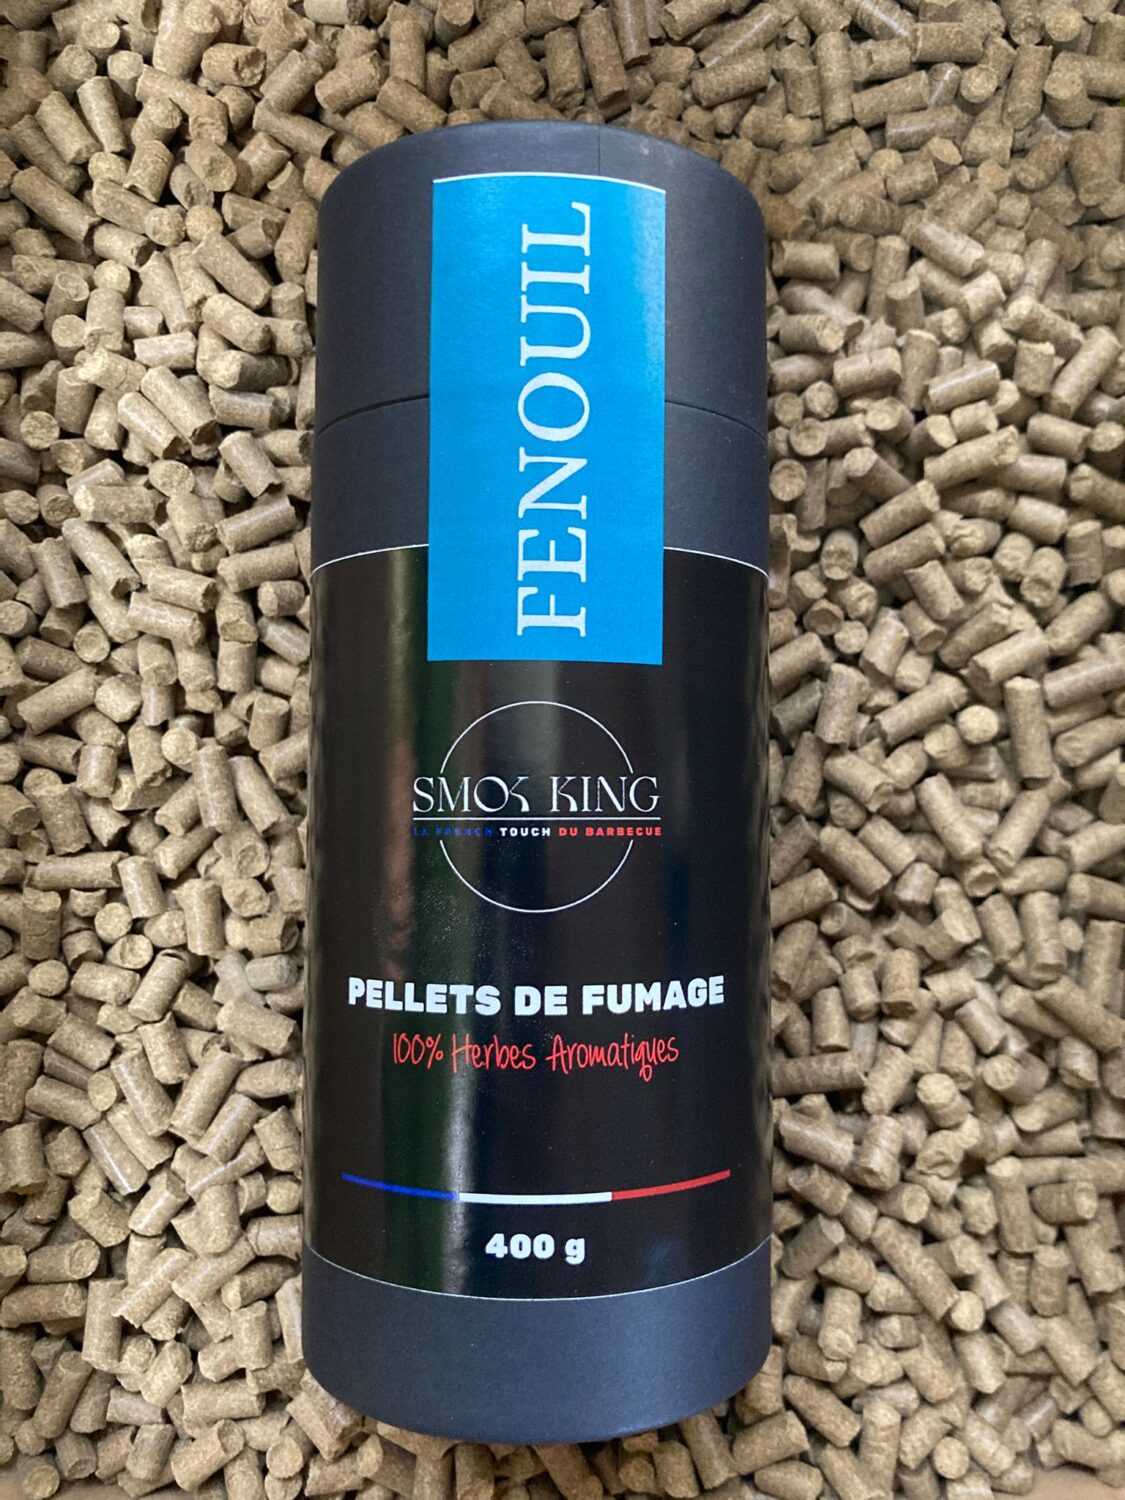 FENOUIL
SMOK KING
LA FRENCH TOUCH DU BARBECUE
PELLETS DE FUMAGE
100% Herbes Aromatiques
400 g